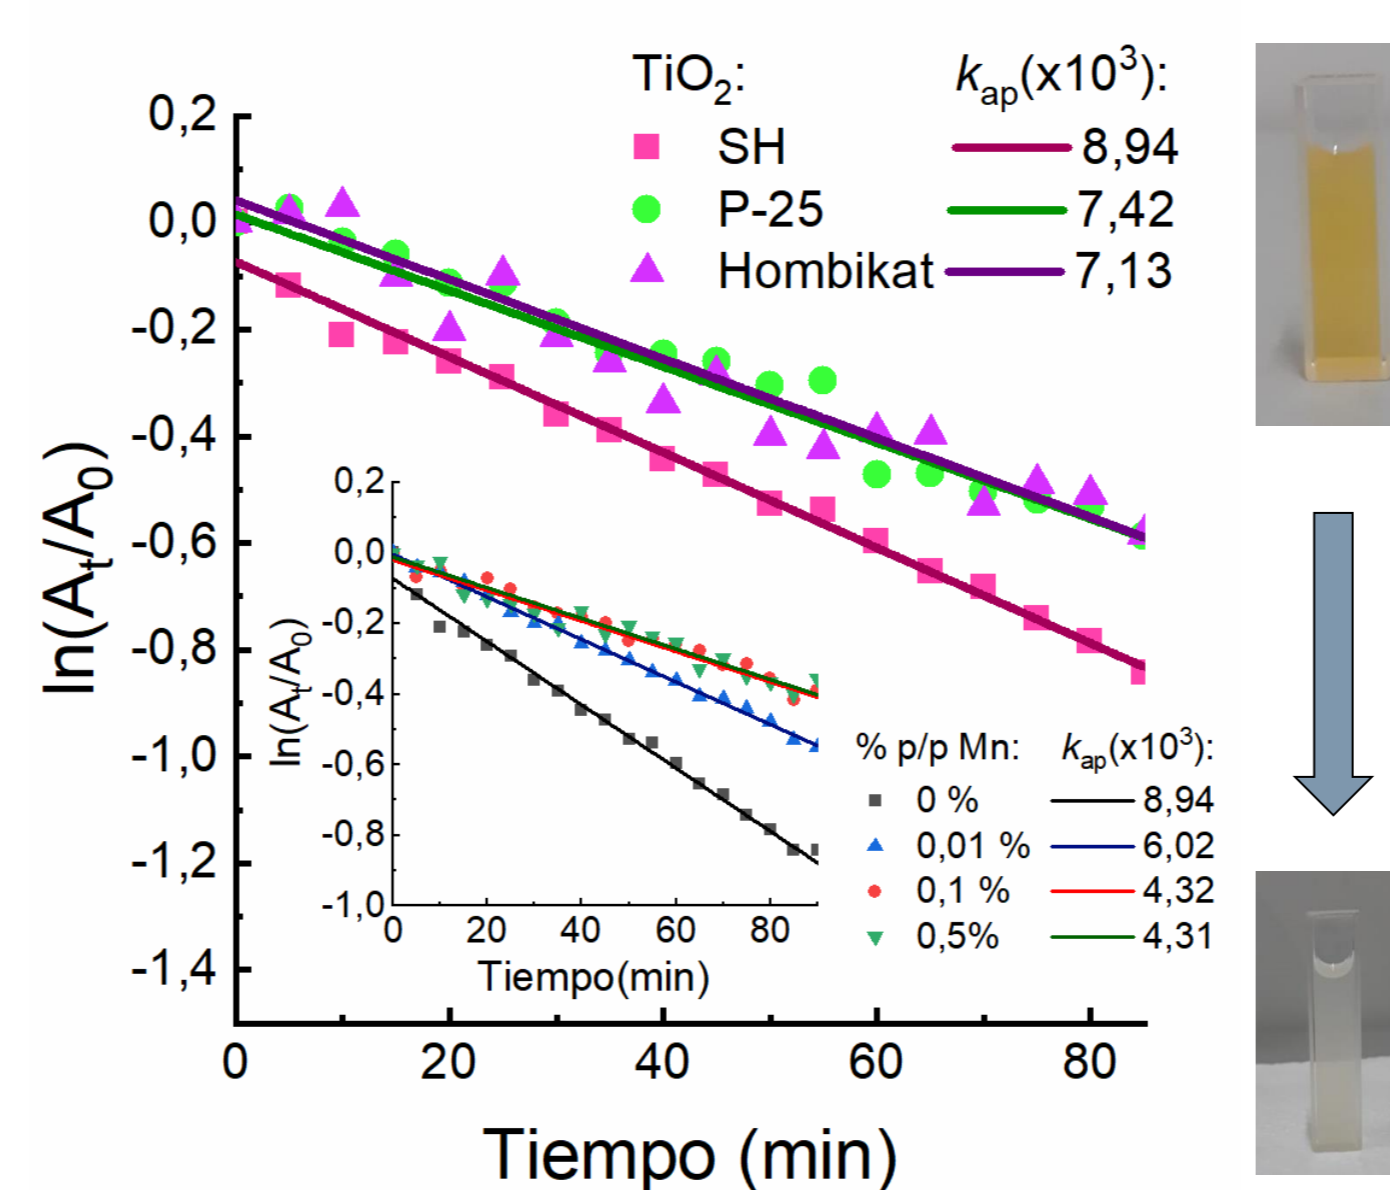 TiO2: kap(x103):
SH 8,94
P-25 7,42
Hombikat 7,13
0,2
0,0
-0,2
-0,4
-0,6
-0,8
-1,0
-1,2
-1,4
ln(At/A0)
0 20 40 60 80
Tiempo (min)
0,2
0,0
-0,2
-0,4
-0,6
-0,8
-1,0
ln(At/A0)
0 20 40 60 80
Tiempo(min)
% p/p Mn: kap(x103):
0 % 8,94
0,01 % 6,02
0,1 % 4,32
0,5% 4,31